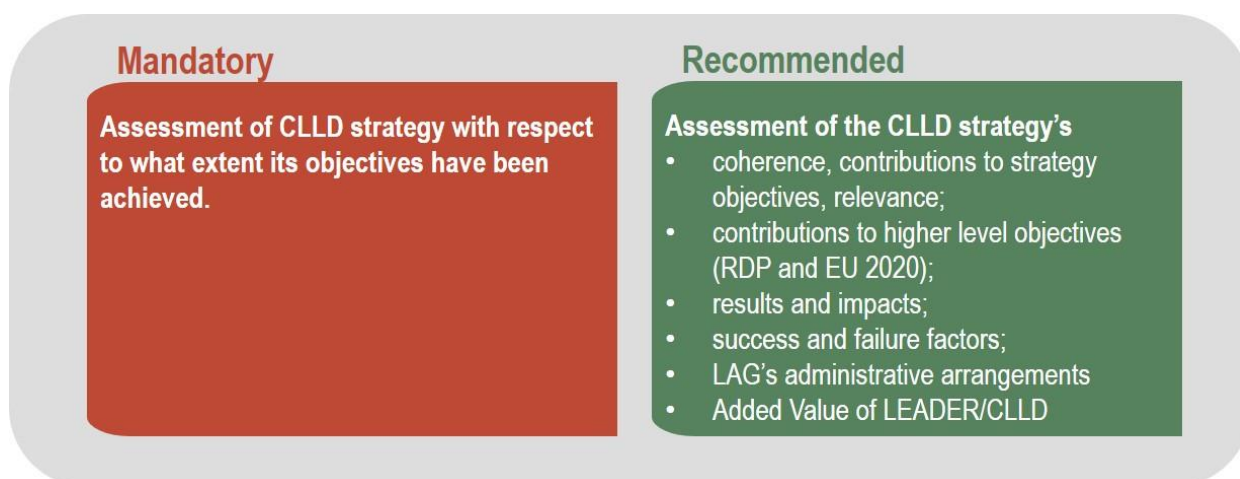 Mandatory
Assessment of CLLD strategy with respect
to what extent its objectives have been
achieved.
Recommended
Assessment of the CLLD strategy's
• coherence, contributions to strategy
objectives, relevance;
• contributions to higher level objectives
(RDP and EU 2020);
• results and impacts;
• success and failure factors;
• LAG's administrative arrangements
• Added Value of LEADER/CLLD